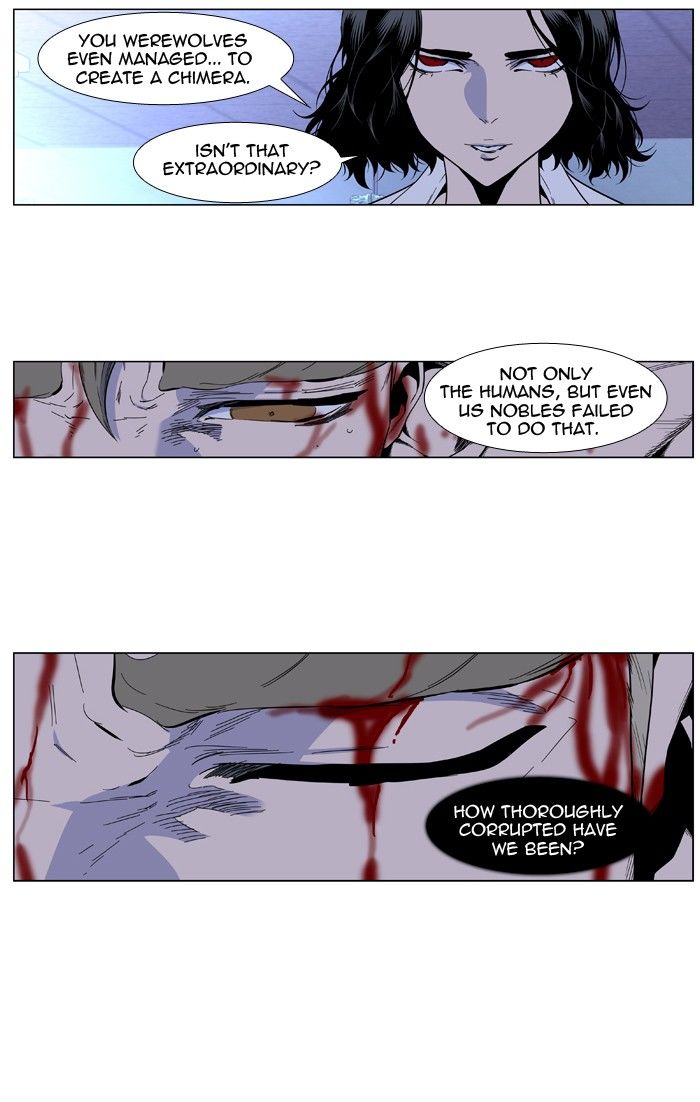 YOU WEREWOLVES
EVEN MANAGED... TO
CREATE A CHIMERA.
ISN'T THAT
EXTRAORDINARY?
NOT ONLY
THE HUMANS, BUT EVEN
US NOBLES FAILED
TO DO THAT.
HOW THOROUGHLY
CORRUPTED HAVE
WE BEEN?